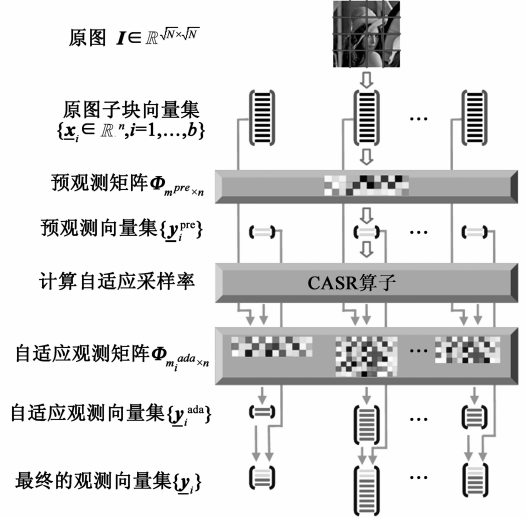 原图 I∈ℝ^{√N×√N}
原图子块向量集
{x_i∈ℝ^n,i=1,…,b}
…
预观测矩阵Φ_{m^{pre}×n}
预观测向量集{y_i^{pre}}
…
计算自适应采样率 CASR算子
自适应观测矩阵Φ_{m_i^{ada}×n}
…
自适应观测向量集{y_i^{ada}}
…
最终的观测向量集{y_i}
…